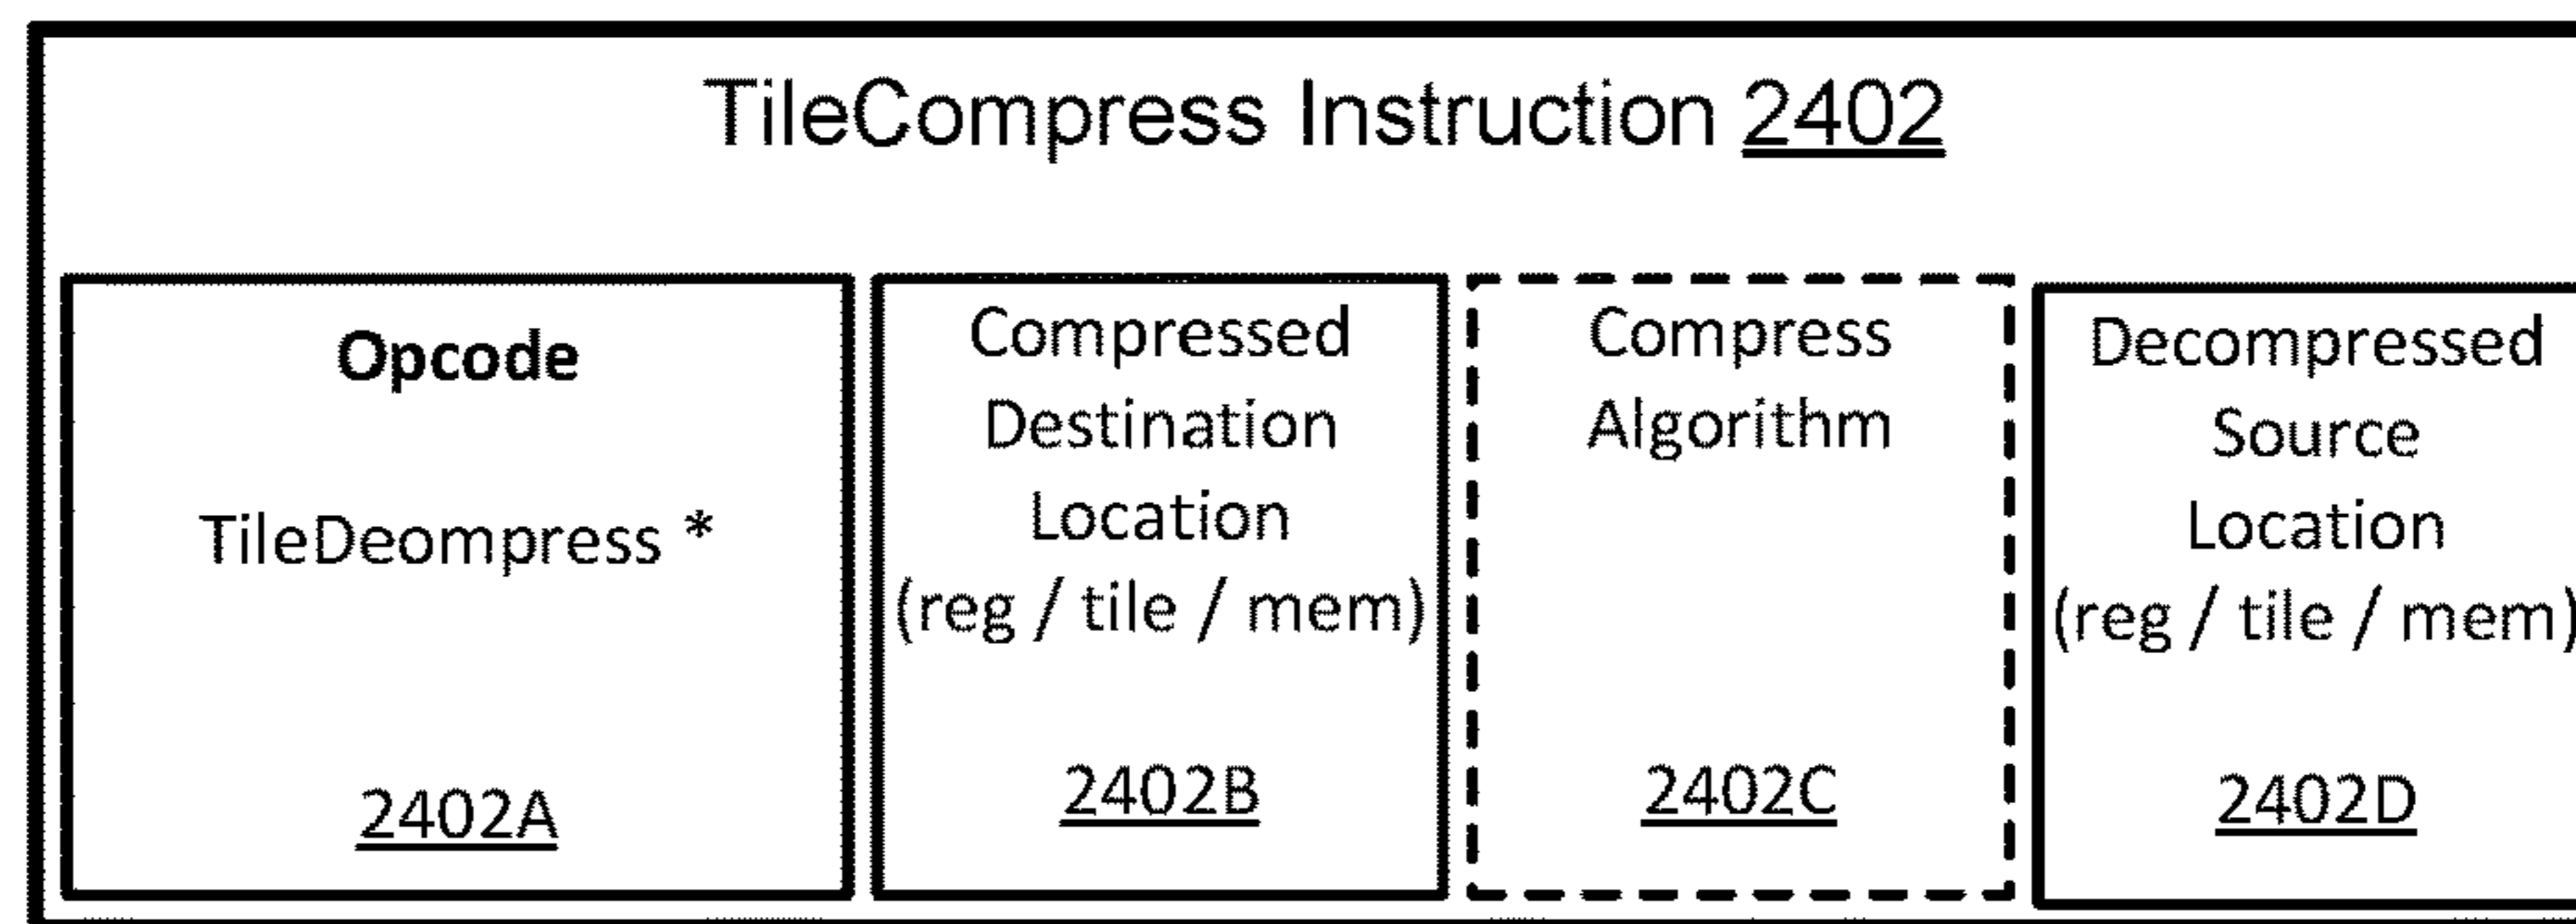 TileCompress Instruction 2402
Opcode
TileDeompress *
2402A
Compressed
Destination
Location
(reg / tile / mem)
2402B
Compress
Algorithm
2402C
Decompressed
Source
Location
(reg / tile / mem)
2402D